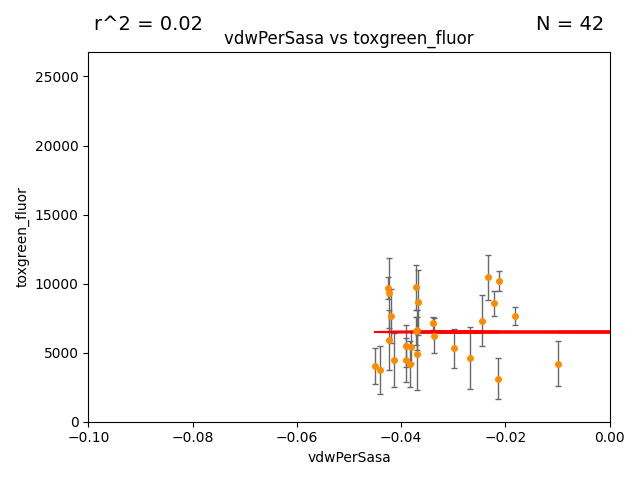 r^2 = 0.02
N = 42
vdwPerSasa vs toxgreen_fluor
25000
20000
15000
10000
5000
0
toxgreen_fluor
−0.10
−0.08
−0.06
−0.04
−0.02
0.00
vdwPerSasa